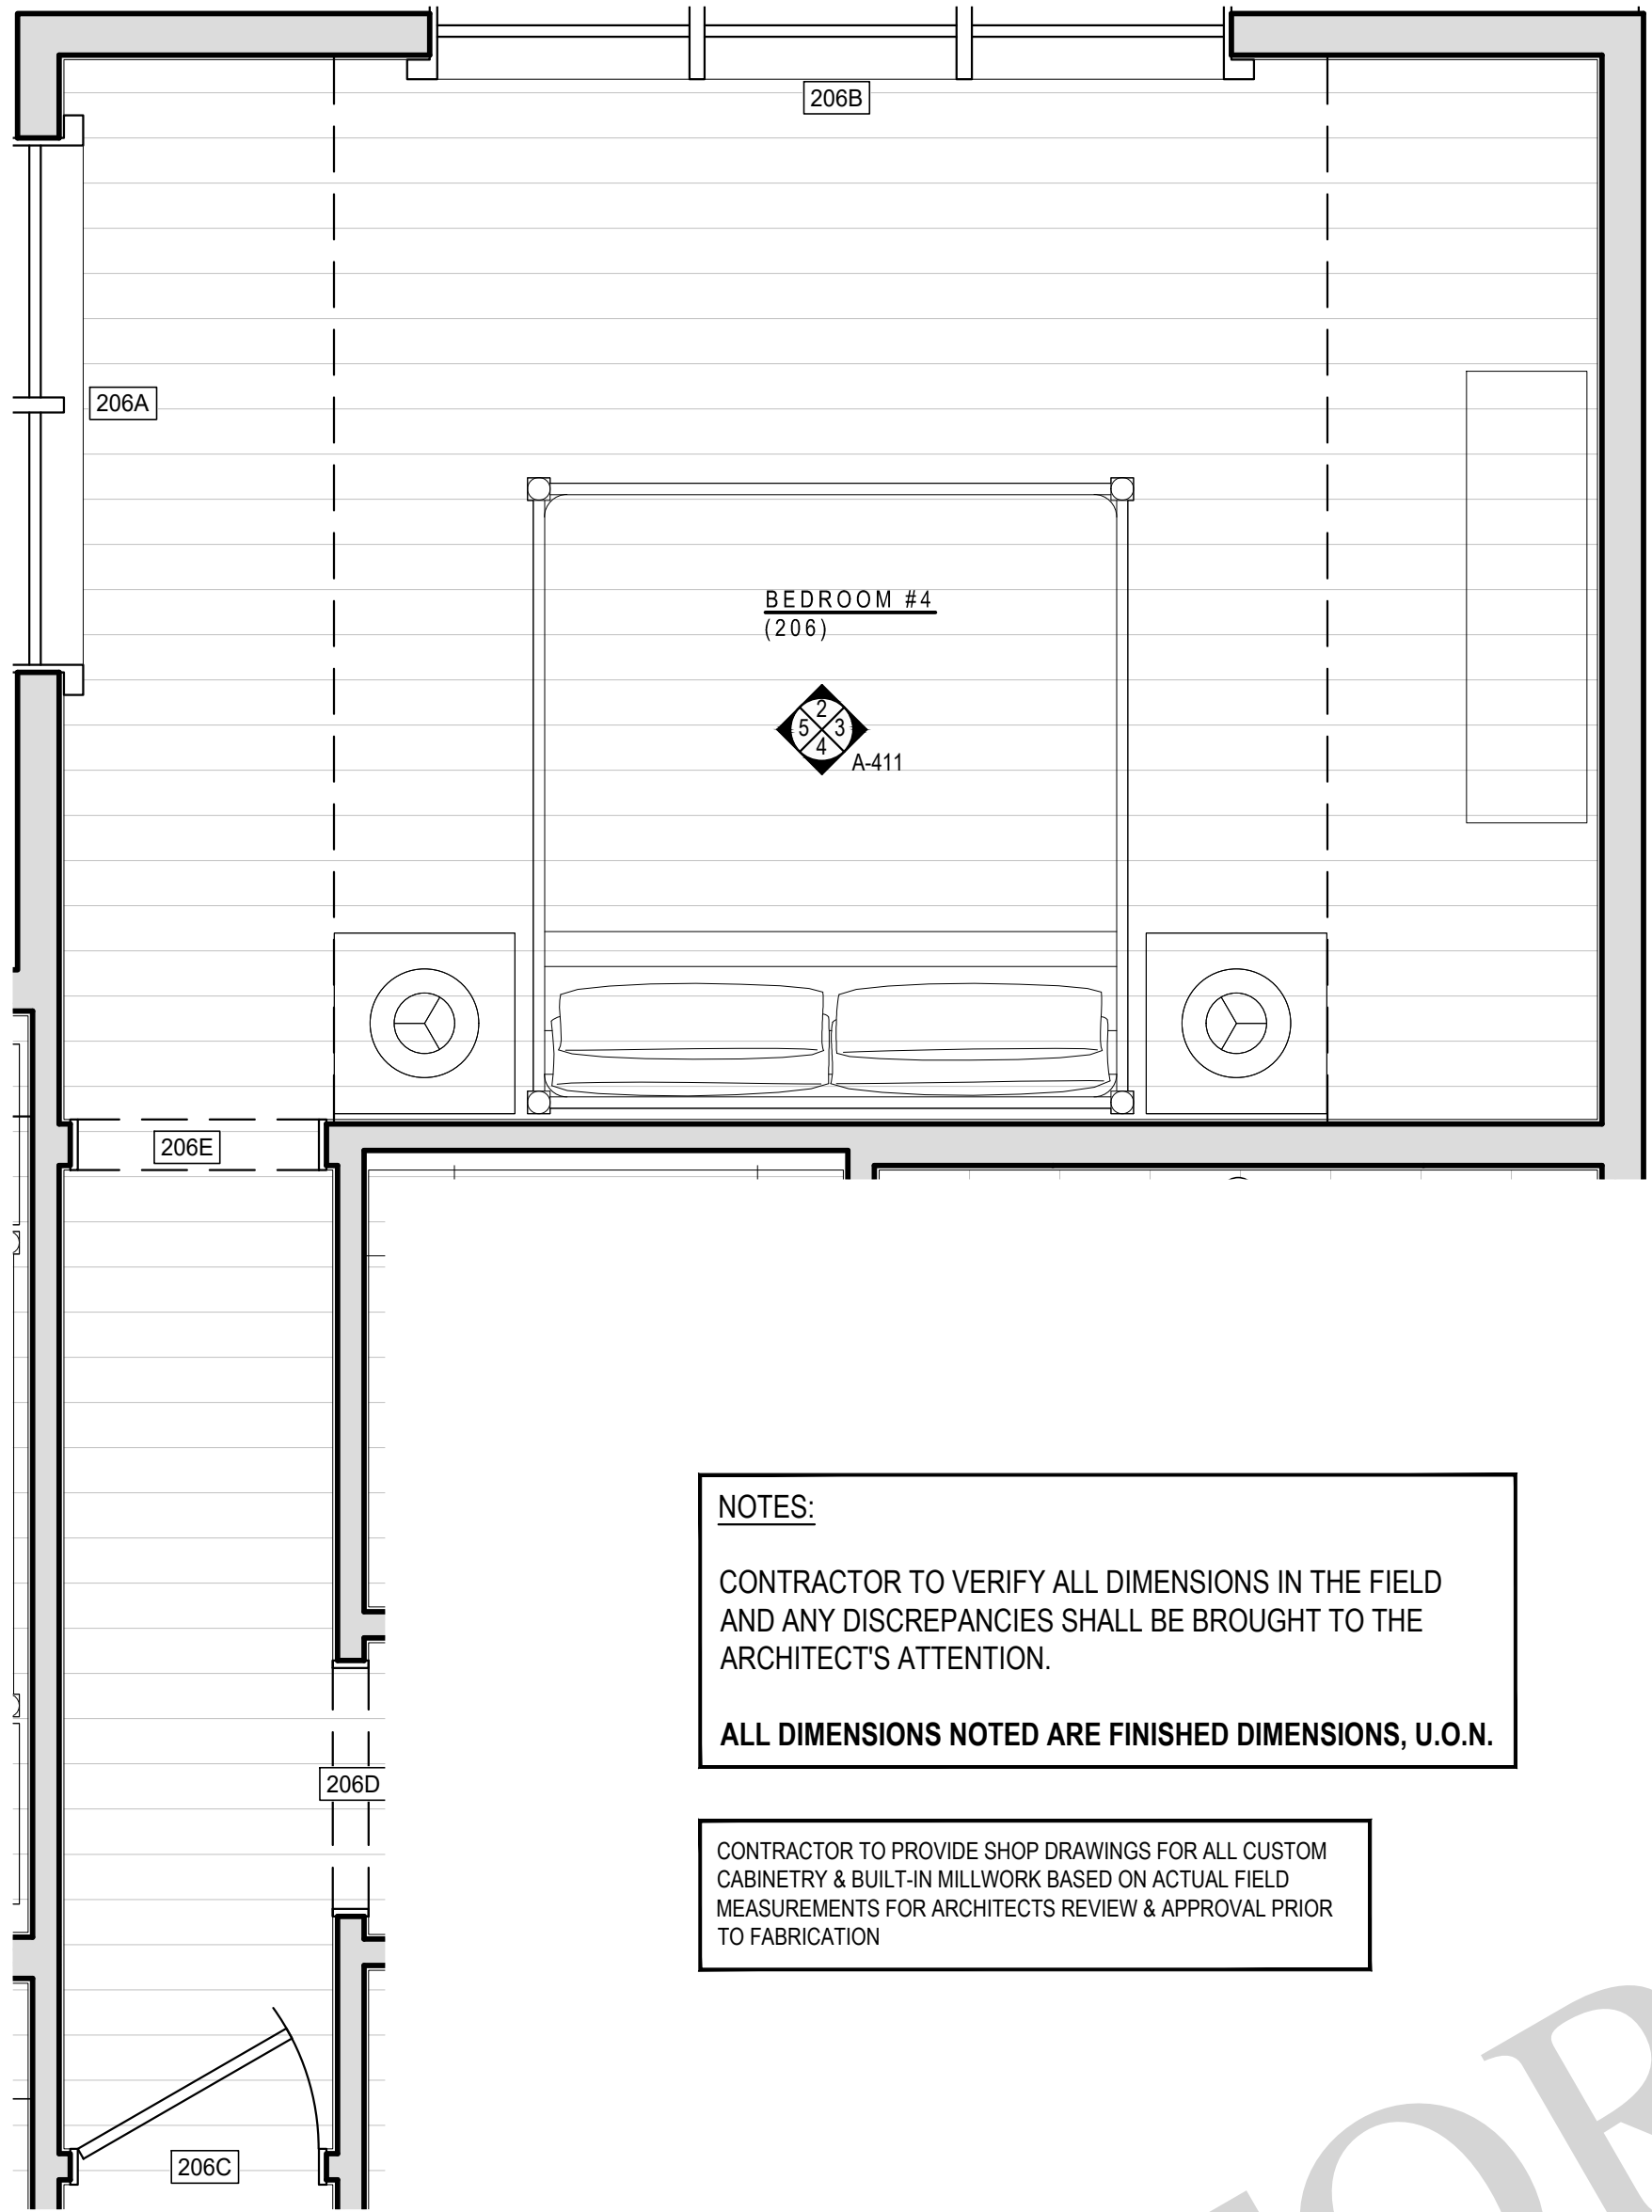 206B
206A
BEDROOM #4
(206)
2
5 3
4
A-411
206E
NOTES:
CONTRACTOR TO VERIFY ALL DIMENSIONS IN THE FIELD
AND ANY DISCREPANCIES SHALL BE BROUGHT TO THE
ARCHITECT'S ATTENTION.
ALL DIMENSIONS NOTED ARE FINISHED DIMENSIONS, U.O.N.
206D
CONTRACTOR TO PROVIDE SHOP DRAWINGS FOR ALL CUSTOM
CABINETRY & BUILT-IN MILLWORK BASED ON ACTUAL FIELD
MEASUREMENTS FOR ARCHITECTS REVIEW & APPROVAL PRIOR
TO FABRICATION
206C
OR